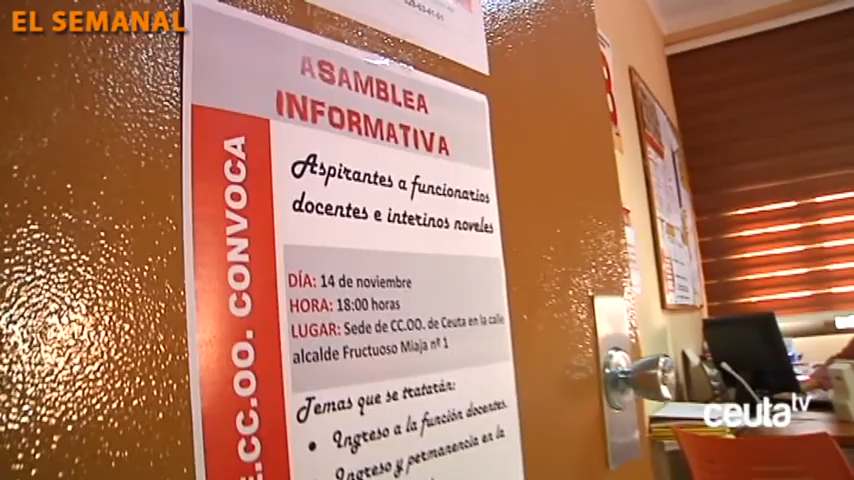 EL SEMANAL
ASAMBLEA
INFORMATIVA
.CC.OO. CONVOCA
Aspirantes a funcionarios
docentes e interinos noveles
DÍA: 14 de noviembre
HORA: 18:00 horas
LUGAR: Sede de CC.OO. de Ceuta en la calle
alcalde Fructuoso Miaja nº 1
Temas que se tratarán:
• Ingreso a la función docentes.
Ingreso y permanencia en la
ceutatv